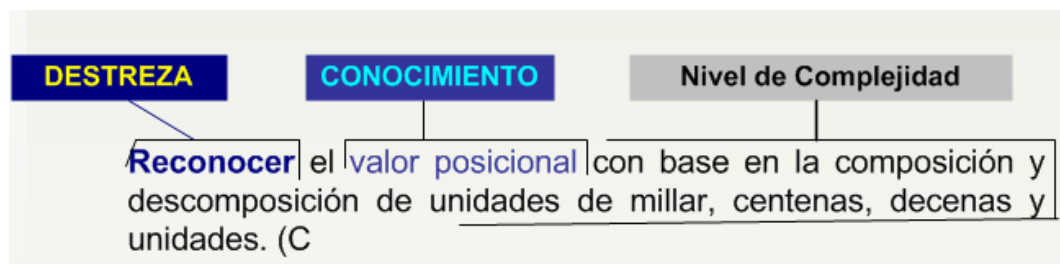 DESTREZA CONOCIMIENTO Nivel de Complejidad
Reconocer el valor posicional con base en la composición y
descomposición de unidades de millar, centenas, decenas y
unidades. (C